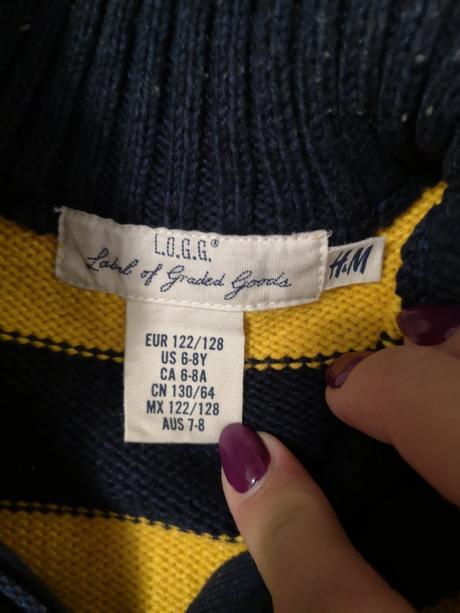 L.O.G.G.®
Label of Graded Goods
H&M
EUR 122/128
US 6-8Y
CA 6-8A
CN 130/64
MX 122/128
AUS 7-8